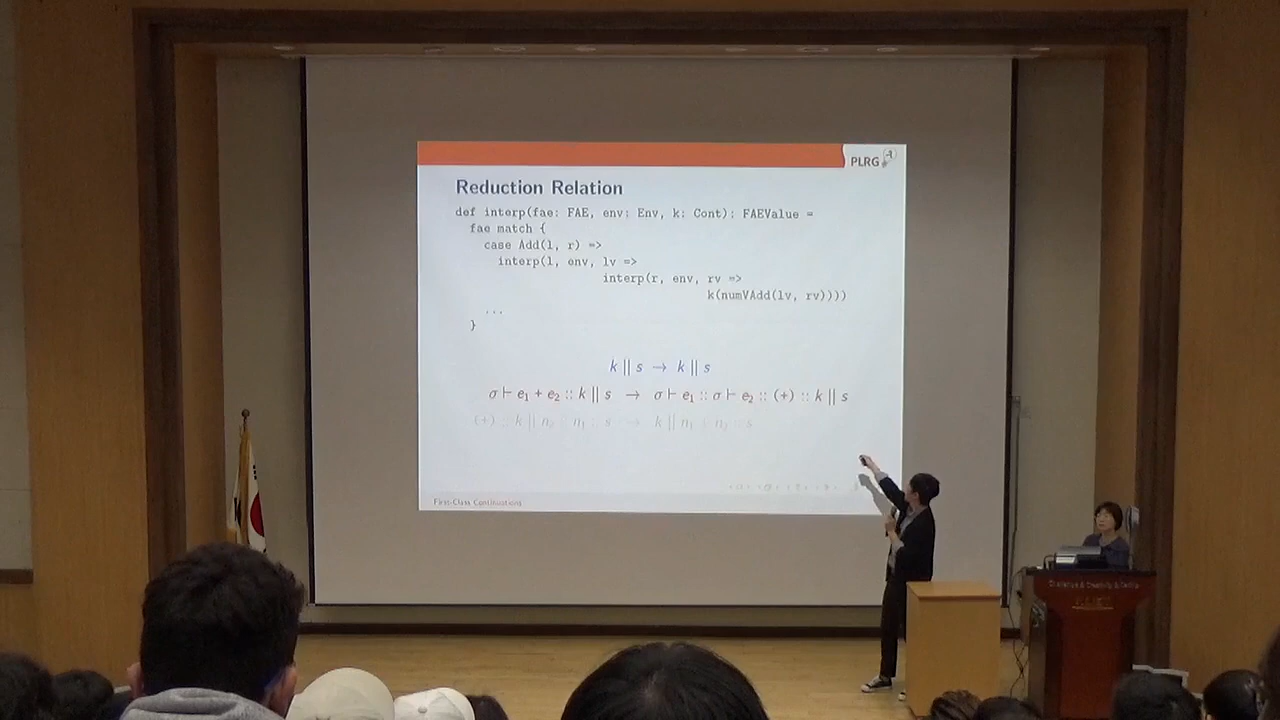 PLRG
Reduction Relation
def interp(fae: FAE, env: Env, k: Cont): FAEValue =
fae match {
case Add(l, r) =>
interp(l, env, lv =>
interp(r, env, rv =>
k(numVAdd(lv, rv))))
...
}
k || s → k || s
σ ⊢ e₁ + e₂ :: k || s → σ ⊢ e₁ :: σ ⊢ e₂ :: (+) :: k || s
(+) :: k || n₂ :: n₁ :: s → k || n₁ + n₂ :: s
First-Class Continuations